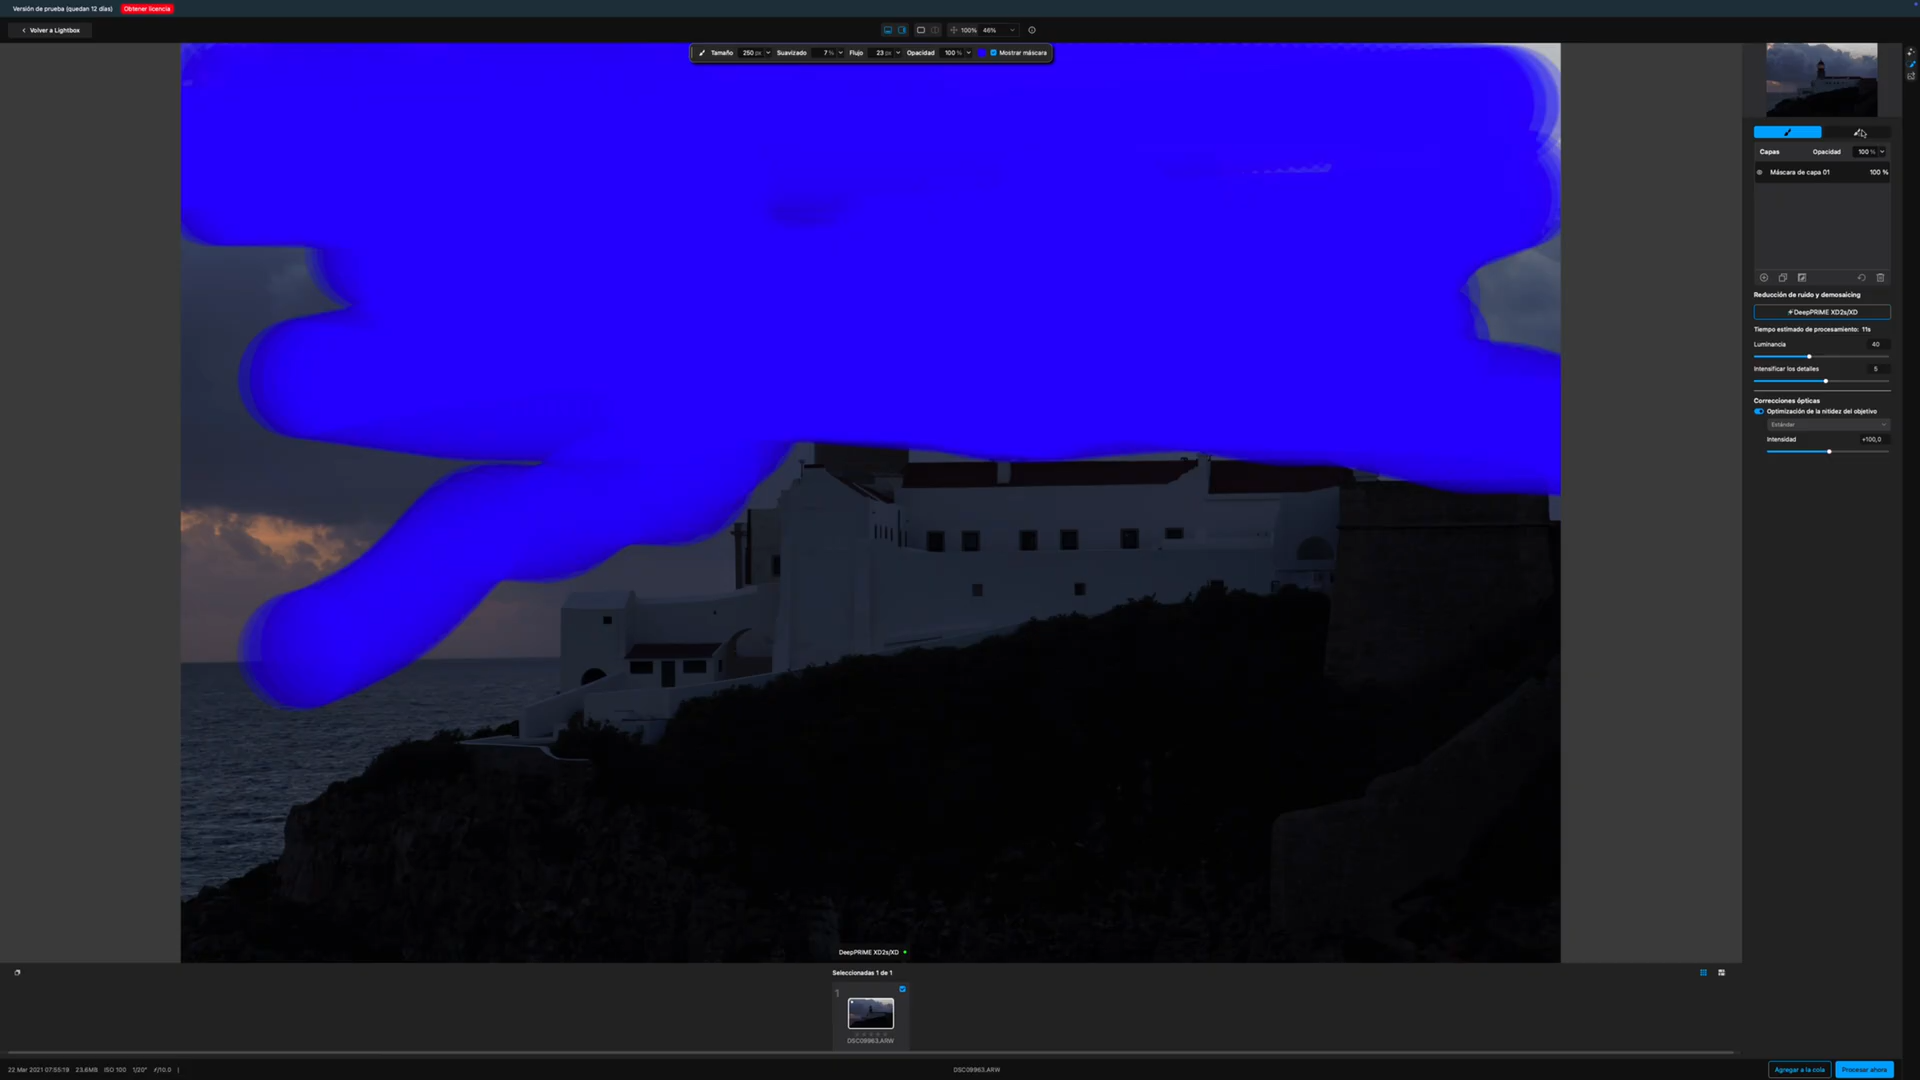 Versión de prueba (quedan 12 días) Obtener licencia
Volver a Lightbox 100% 46%
Tamaño 250 px Suavizado 7 % Flujo 23 px Opacidad 100 % Mostrar máscara
Capas Opacidad 100 %
Máscara de capa 01 100 %
Reducción de ruido y demosaicing
DeepPRIME XD2s/XD
Tiempo estimado de procesamiento: 11s
Luminancia 40
Intensificar los detalles 5
Correcciones ópticas
Optimización de la nitidez del objetivo
Estándar
Intensidad +100,0
DeepPRIME XD2s/XD
Seleccionadas 1 de 1
1
DSC09963.ARW
22 Mar 2021 07:55:19 23.6MB ISO 100 1/20" f/10.0 | DSC09963.ARW Agregar a la cola Procesar ahora